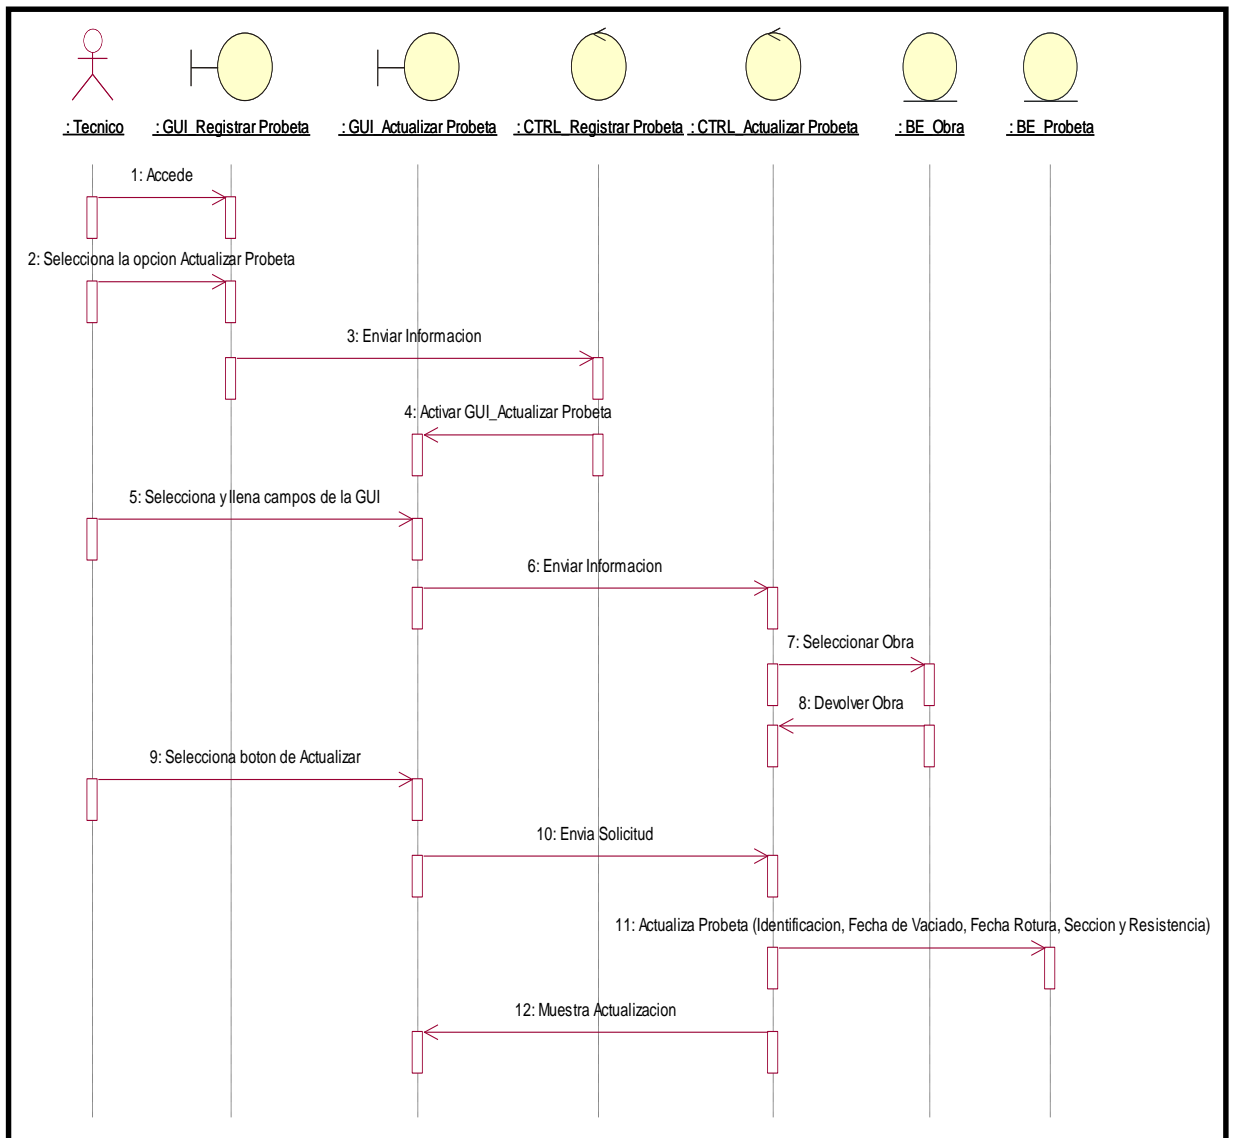 : Tecnico
: GUI_Registrar Probeta
: GUI_Actualizar Probeta
: CTRL_Registrar Probeta
: CTRL_Actualizar Probeta
: BE_Obra
: BE_Probeta
1: Accede
2: Selecciona la opcion Actualizar Probeta
3: Enviar Informacion
4: Activar GUI_Actualizar Probeta
5: Selecciona y llena campos de la GUI
6: Enviar Informacion
7: Seleccionar Obra
8: Devolver Obra
9: Selecciona boton de Actualizar
10: Envia Solicitud
11: Actualiza Probeta (Identificacion, Fecha de Vaciado, Fecha Rotura, Seccion y Resistencia)
12: Muestra Actualizacion